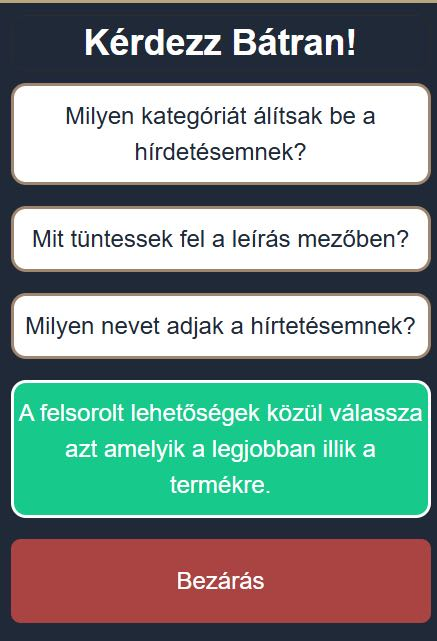 Kérdezz Bátran!
Milyen kategóriát álítsak be a
hírdetésemnek?
Mit tüntessek fel a leírás mezőben?
Milyen nevet adjak a hírtetésemnek?
A felsorolt lehetőségek közül válassza
azt amelyik a legjobban illik a
termékre.
Bezárás